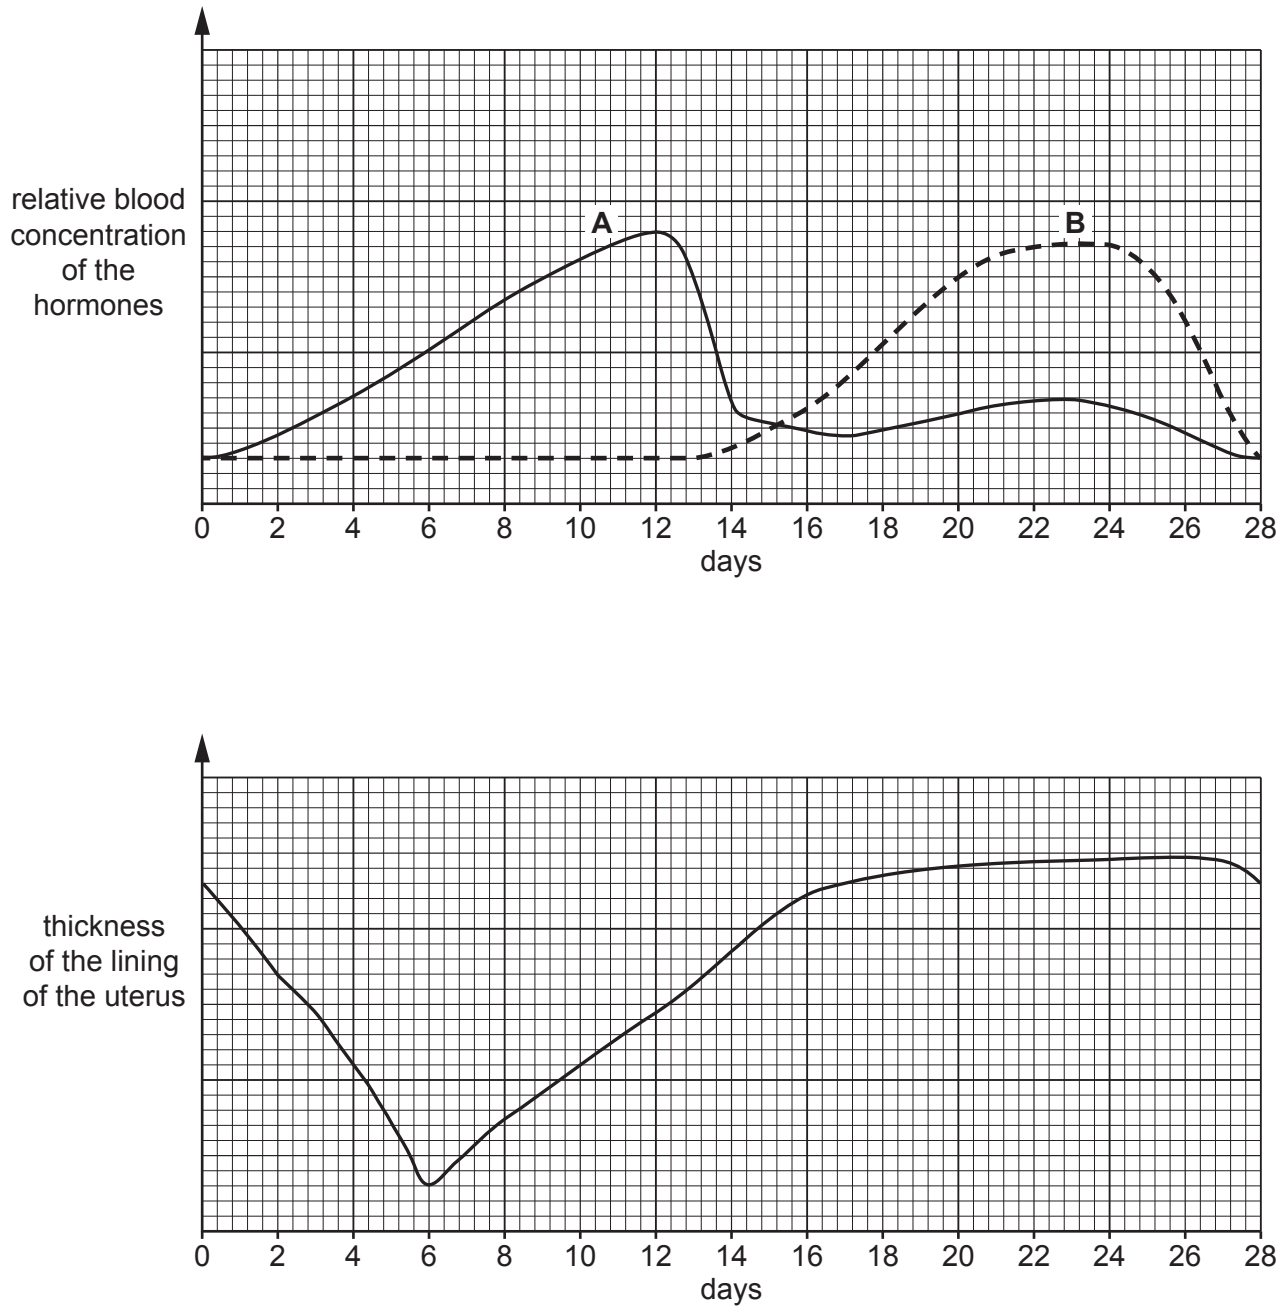 relative blood
concentration
of the
hormones
A
B
0 2 4 6 8 10 12 14 16 18 20 22 24 26 28
days
thickness
of the lining
of the uterus
0 2 4 6 8 10 12 14 16 18 20 22 24 26 28
days